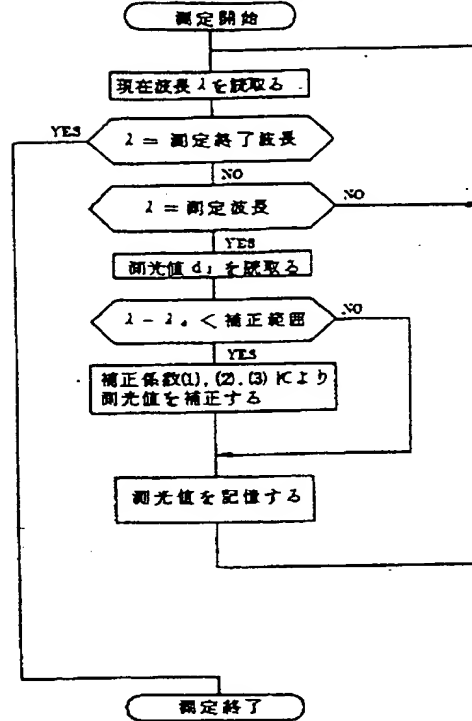 測定開始
現在波長λを読取る
YES
λ = 測定終了波長
NO
λ = 測定波長
NO
YES
測光値dⱼを読取る
λ - λ₀ < 補正範囲
NO
YES
補正係数(1), (2), (3)により
測光値を補正する
測光値を記憶する
測定終了